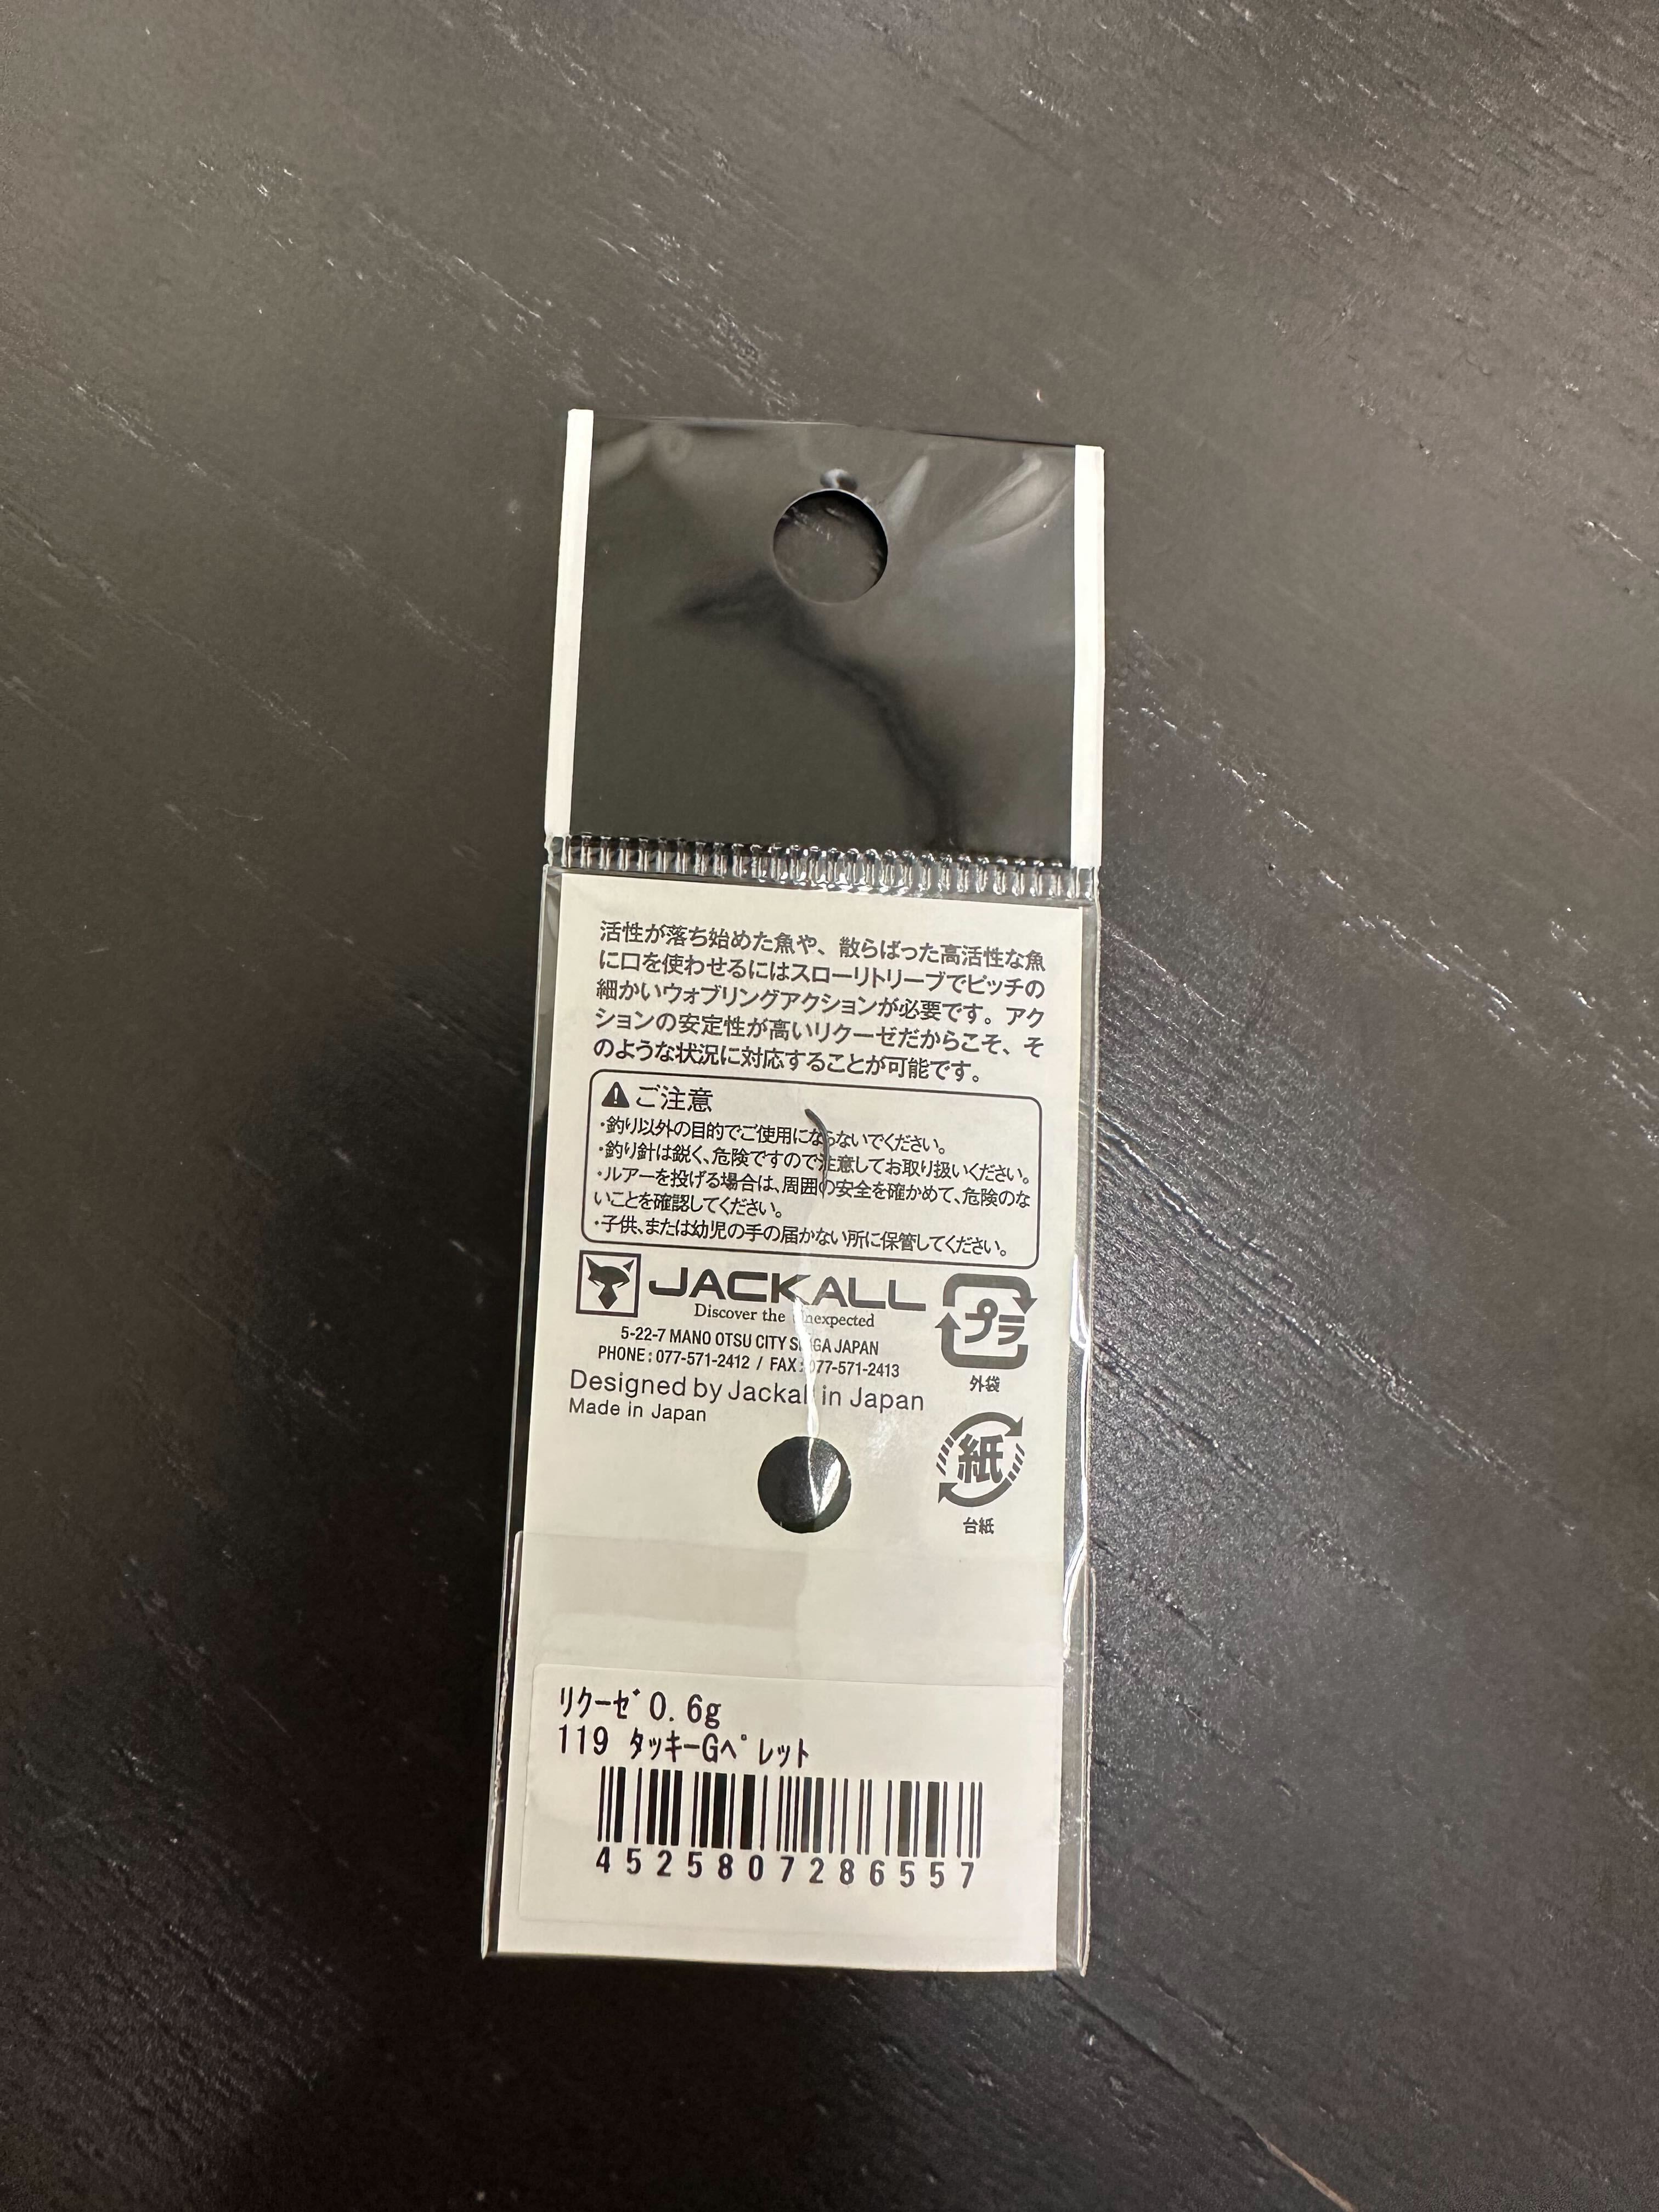 活性が落ち始めた魚や、散らばった高活性な魚
に口を使わせるにはスローリトリーブでピッチの
細かいウォブリングアクションが必要です。アク
ションの安定性が高いリクーゼだからこそ、そ
のような状況に対応することが可能です。
ご注意
・釣り以外の目的でご使用にならないでください。
・釣り針は鋭く、危険ですので注意してお取り扱いください。
・ルアーを投げる場合は、周囲の安全を確かめて、危険のな
いことを確認してください。
・子供、または幼児の手の届かない所に保管してください。
JACKALL
Discover the Unexpected
5-22-7 MANO OTSU CITY SHIGA JAPAN
PHONE : 077-571-2412 / FAX : 077-571-2413
Designed by Jackall in Japan
Made in Japan
プラ
外袋
紙
台紙
ﾘｸｰｾﾞ 0.6g
119 ﾀｯｷｰGﾍﾟﾚｯﾄ
4525807286557